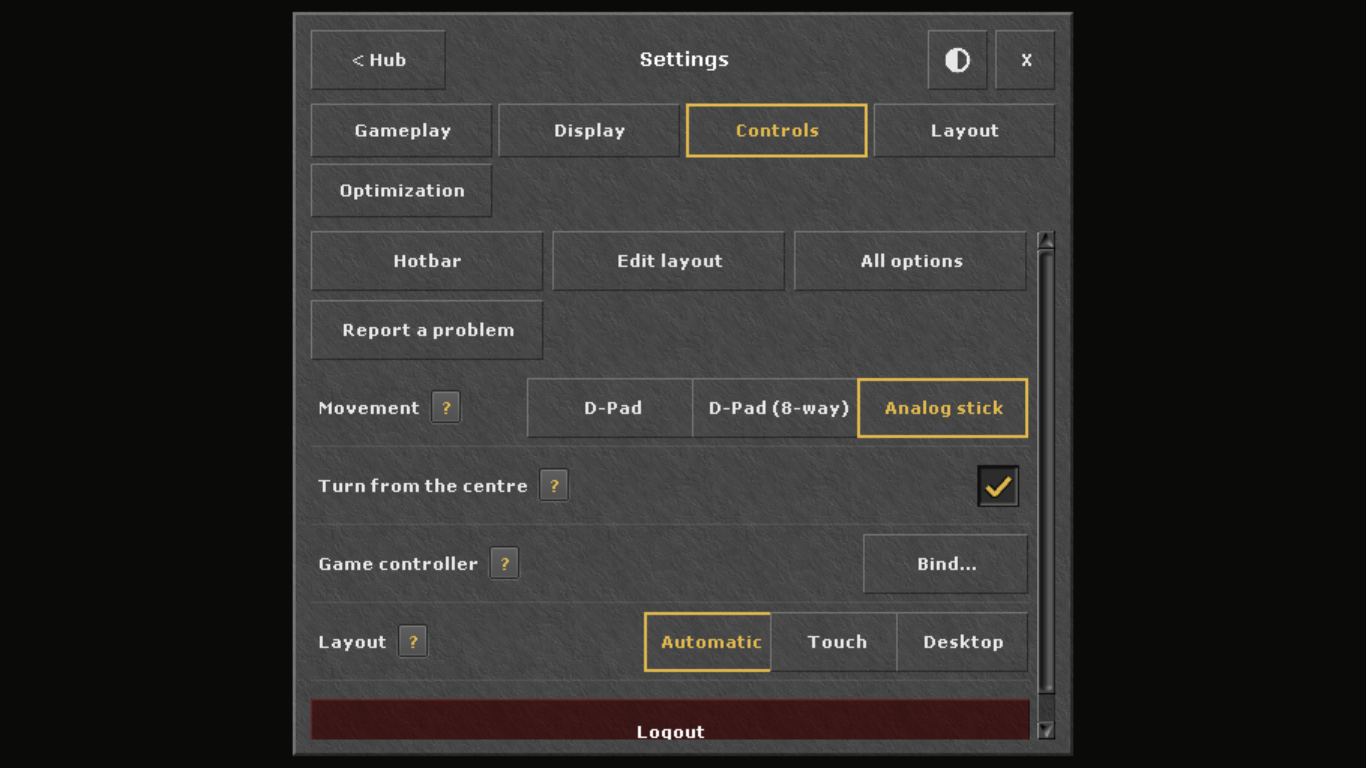 < Hub
Settings
x
Gameplay
Display
Controls
Layout
Optimization
Hotbar
Edit layout
All options
Report a problem
Movement ?
D-Pad
D-Pad (8-way)
Analog stick
Turn from the centre ?
Game controller ?
Bind...
Layout ?
Automatic
Touch
Desktop
Logout